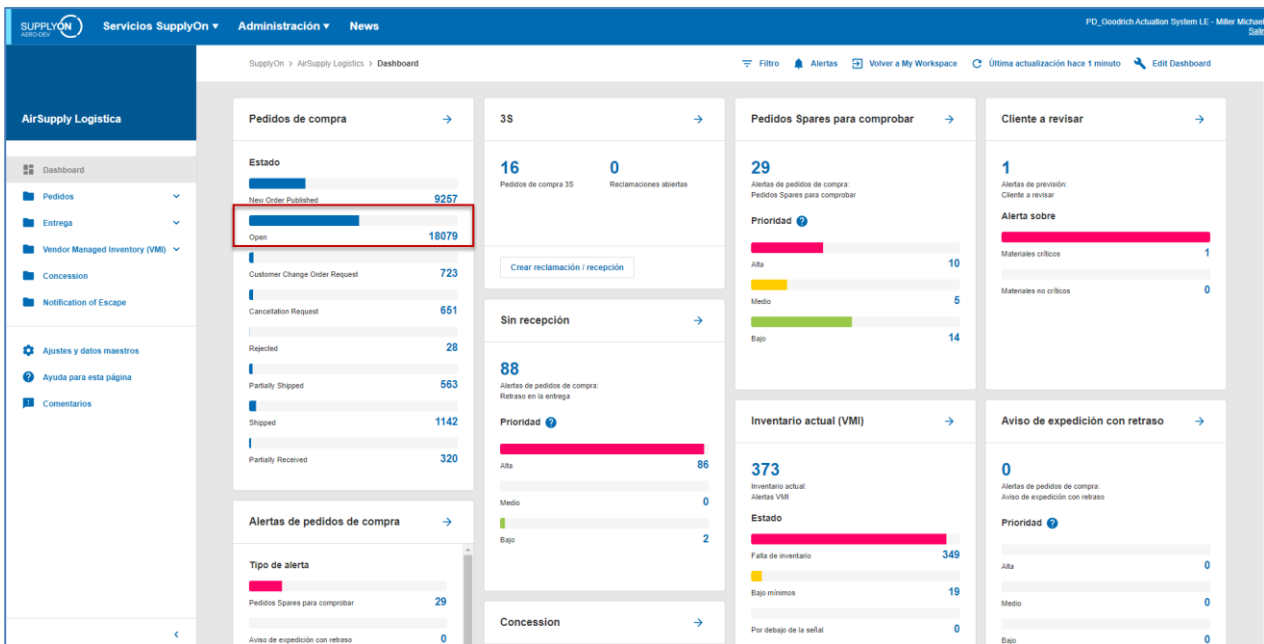 SUPPLYON
AERO-DEV
Servicios SupplyOn
Administración
News
PD_Goodrich Actuation System LE - Miller Michael
Salir
SupplyOn > AirSupply Logistics > Dashboard
Filtro
Alertas
Volver a My Workspace
Última actualización hace 1 minuto
Edit Dashboard
AirSupply Logistica
Dashboard
Pedidos
Entrega
Vendor Managed Inventory (VMI)
Concession
Notification of Escape
Ajustes y datos maestros
Ayuda para esta página
Comentarios
Pedidos de compra
Estado
New Order Published 9257
Open 18079
Customer Change Order Request 723
Cancellation Request 651
Rejected 28
Partially Shipped 563
Shipped 1142
Partially Received 320
Alertas de pedidos de compra
Tipo de alerta
Pedidos Spares para comprobar 29
Aviso de expedición con retraso 0
3S
16
Pedidos de compra 3S
0
Reclamaciones abiertas
Crear reclamación / recepción
Sin recepción
88
Alertas de pedidos de compra:
Retraso en la entrega
Prioridad
Alta 86
Medio 0
Bajo 2
Concession
Pedidos Spares para comprobar
29
Alertas de pedidos de compra:
Pedidos Spares para comprobar
Prioridad
Alta 10
Medio 5
Bajo 14
Inventario actual (VMI)
373
Inventario actual:
Alertas VMI
Estado
Falta de inventario 349
Bajo mínimos 19
Por debajo de la señal 0
Cliente a revisar
1
Alertas de previsión:
Cliente a revisar
Alerta sobre
Materiales críticos 1
Materiales no críticos 0
Aviso de expedición con retraso
0
Alertas de pedidos de compra:
Aviso de expedición con retraso
Prioridad
Alta 0
Medio 0
Bajo 0